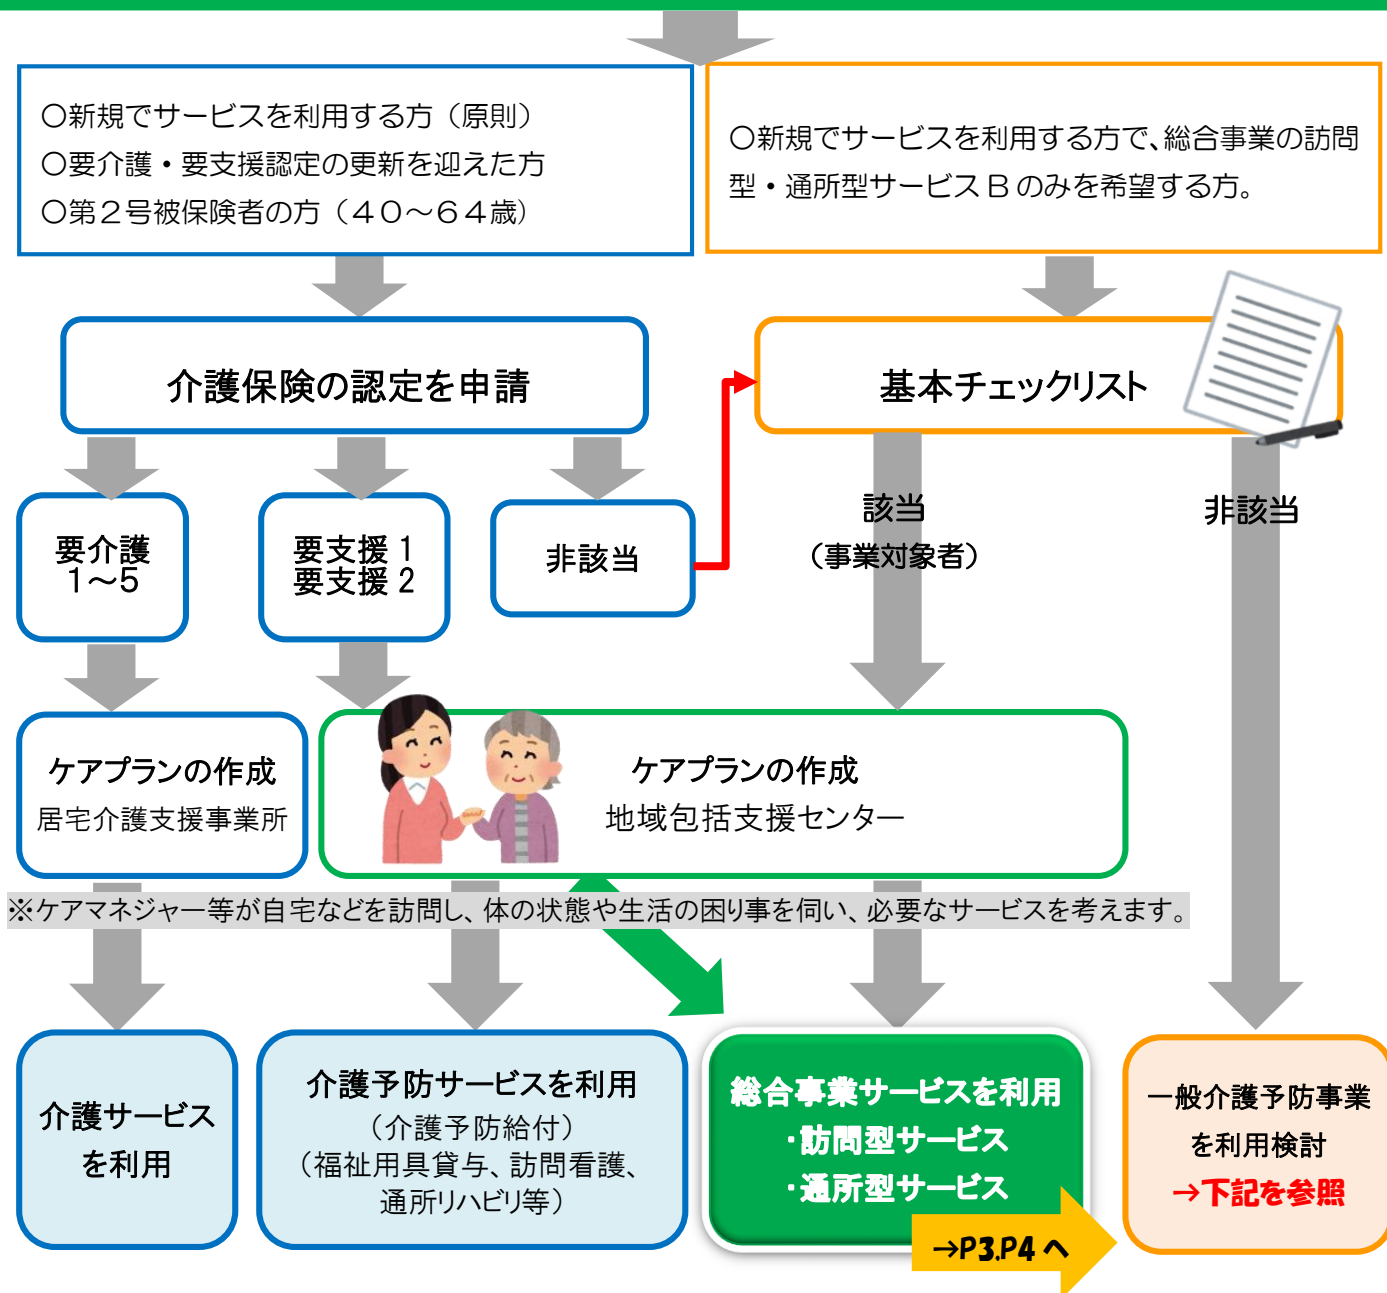 ○新規でサービスを利用する方（原則）
○要介護・要支援認定の更新を迎えた方
○第２号被保険者の方（４０～６４歳）
○新規でサービスを利用する方で、総合事業の訪問
型・通所型サービスＢのみを希望する方。
介護保険の認定を申請
基本チェックリスト
要介護
1～5
要支援1
要支援2
非該当
該当
（事業対象者）
非該当
ケアプランの作成
居宅介護支援事業所
ケアプランの作成
地域包括支援センター
※ケアマネジャー等が自宅などを訪問し、体の状態や生活の困り事を伺い、必要なサービスを考えます。
介護サービス
を利用
介護予防サービスを利用
（介護予防給付）
（福祉用具貸与、訪問看護、
通所リハビリ等）
総合事業サービスを利用
・訪問型サービス
・通所型サービス
→P3.P4へ
一般介護予防事業
を利用検討
→下記を参照